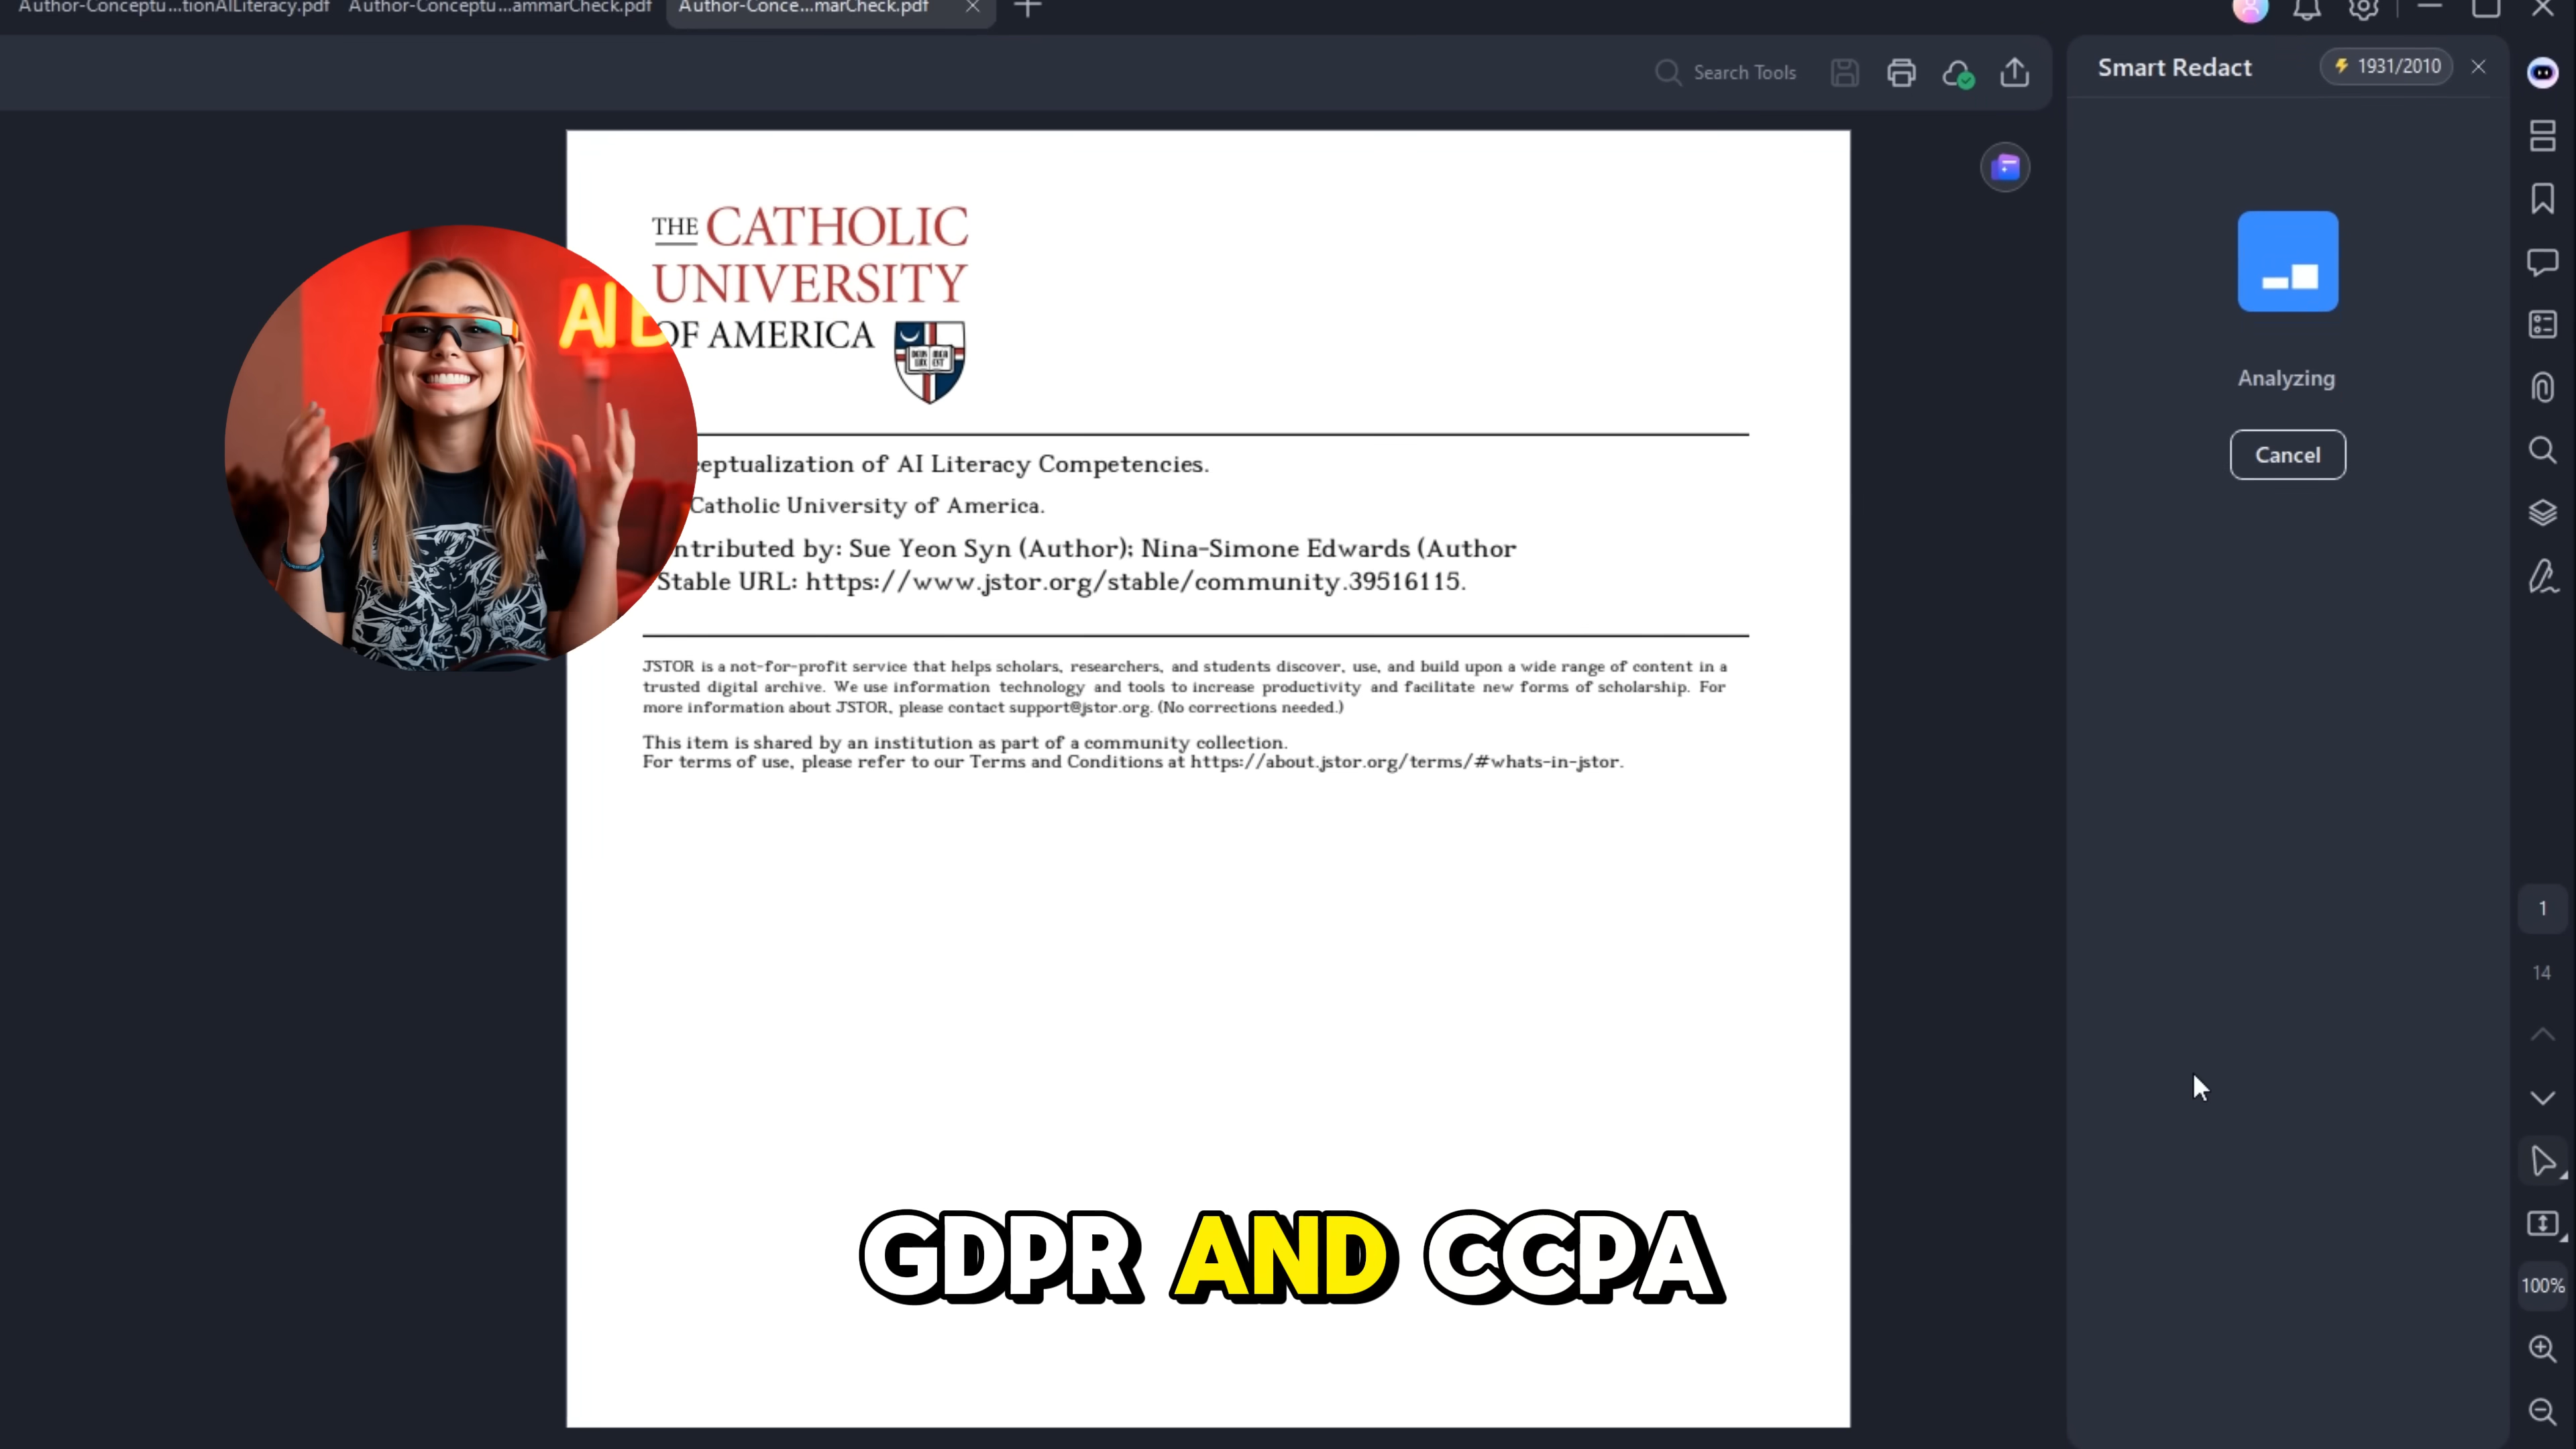 Author-Conceptu...tionAILiteracy.pdf
Author-Conceptu...ammarCheck.pdf
Author-Conce...marCheck.pdf
Search Tools
Smart Redact
1931/2010
THE CATHOLIC
UNIVERSITY
OF AMERICA
AI
Analyzing
Cancel
eptualization of AI Literacy Competencies.
Catholic University of America.
ntributed by: Sue Yeon Syn (Author); Nina-Simone Edwards (Author
Stable URL: https://www.jstor.org/stable/community.39516115.
JSTOR is a not-for-profit service that helps scholars, researchers, and students discover, use, and build upon a wide range of content in a
trusted digital archive. We use information technology and tools to increase productivity and facilitate new forms of scholarship. For
more information about JSTOR, please contact support@jstor.org. (No corrections needed.)
This item is shared by an institution as part of a community collection.
For terms of use, please refer to our Terms and Conditions at https://about.jstor.org/terms/#whats-in-jstor.
1
14
GDPR AND CCPA
100%